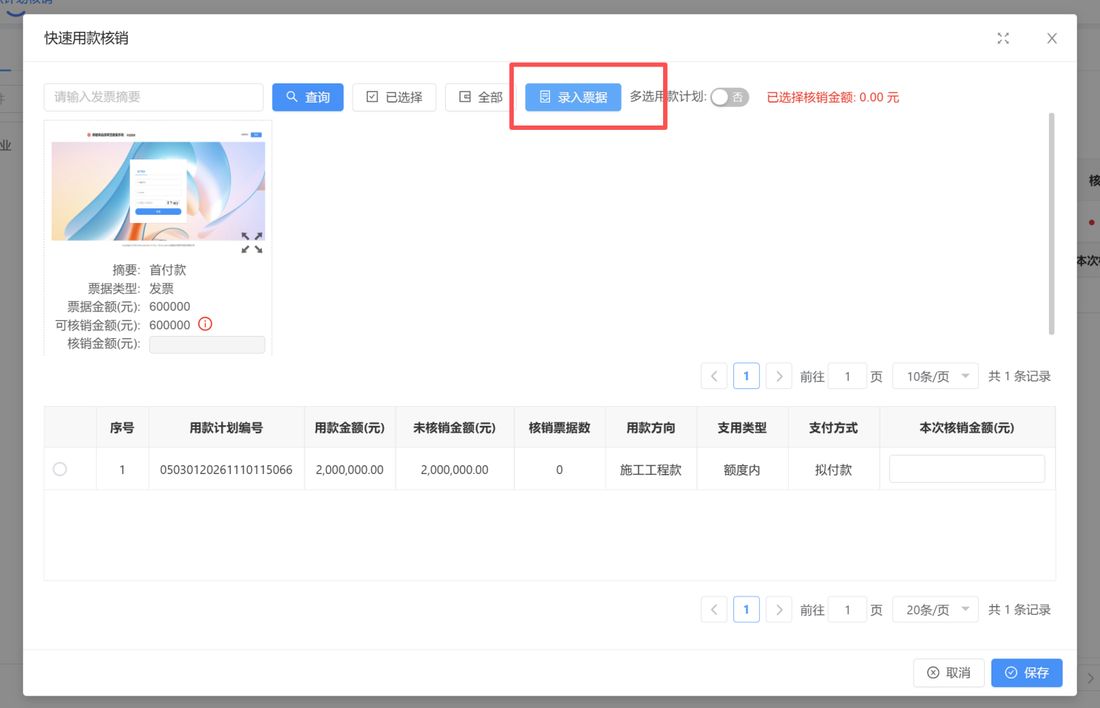 快速用款核销
请输入发票摘要
查询
已选择
全部
录入票据
多选用款计划:
否
已选择核销金额: 0.00 元
摘要: 首付款
票据类型: 发票
票据金额(元): 600000
可核销金额(元): 600000
核销金额(元):
1
前往 1 页
10条/页
共 1 条记录
序号 用款计划编号 用款金额(元) 未核销金额(元) 核销票据数 用款方向 支用类型 支付方式 本次核销金额(元)
1 05030120261110115066 2,000,000.00 2,000,000.00 0 施工工程款 额度内 拟付款
1
前往 1 页
20条/页
共 1 条记录
取消
保存
业
核
本次